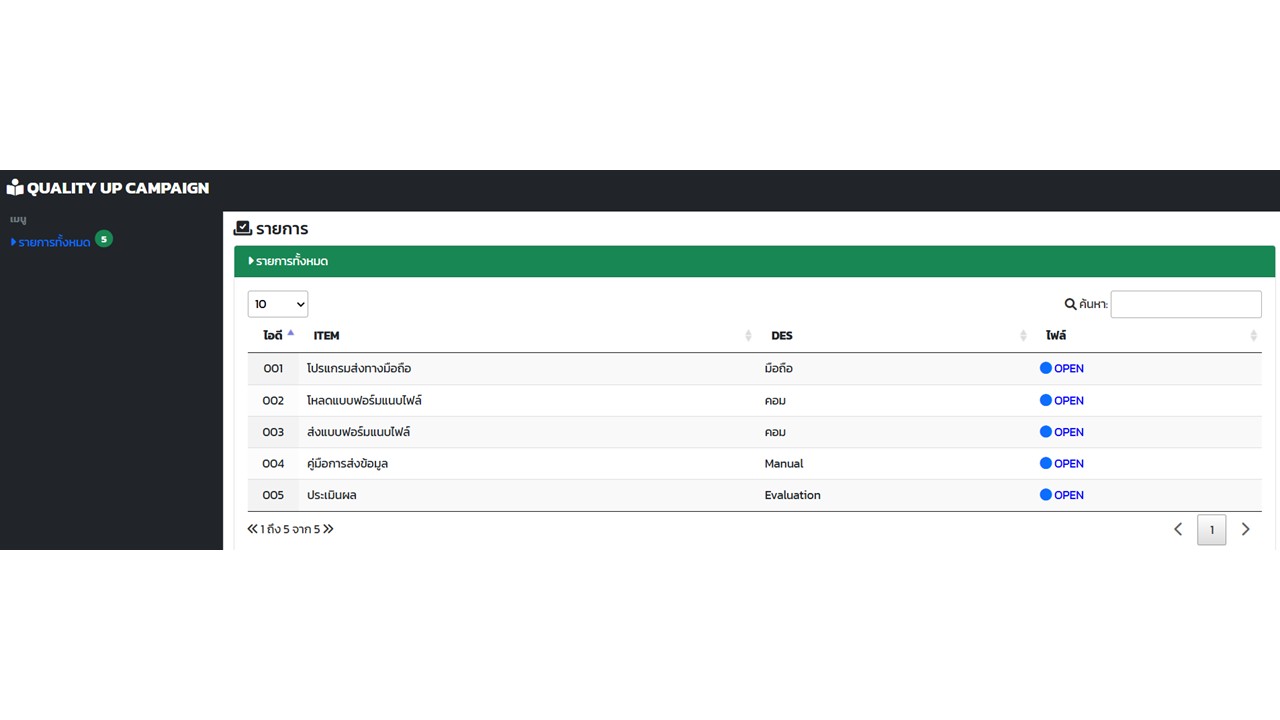 QUALITY UP CAMPAIGN
เมนู
รายการทั้งหมด 5
รายการ
รายการทั้งหมด
10 ค้นหา:
ไอดี ITEM DES ไฟล์
001 โปรแกรมส่งทางมือถือ มือถือ OPEN
002 โหลดแบบฟอร์มแนบไฟล์ คอม OPEN
003 ส่งแบบฟอร์มแนบไฟล์ คอม OPEN
004 คู่มือการส่งข้อมูล Manual OPEN
005 ประเมินผล Evaluation OPEN
1 ถึง 5 จาก 5 1